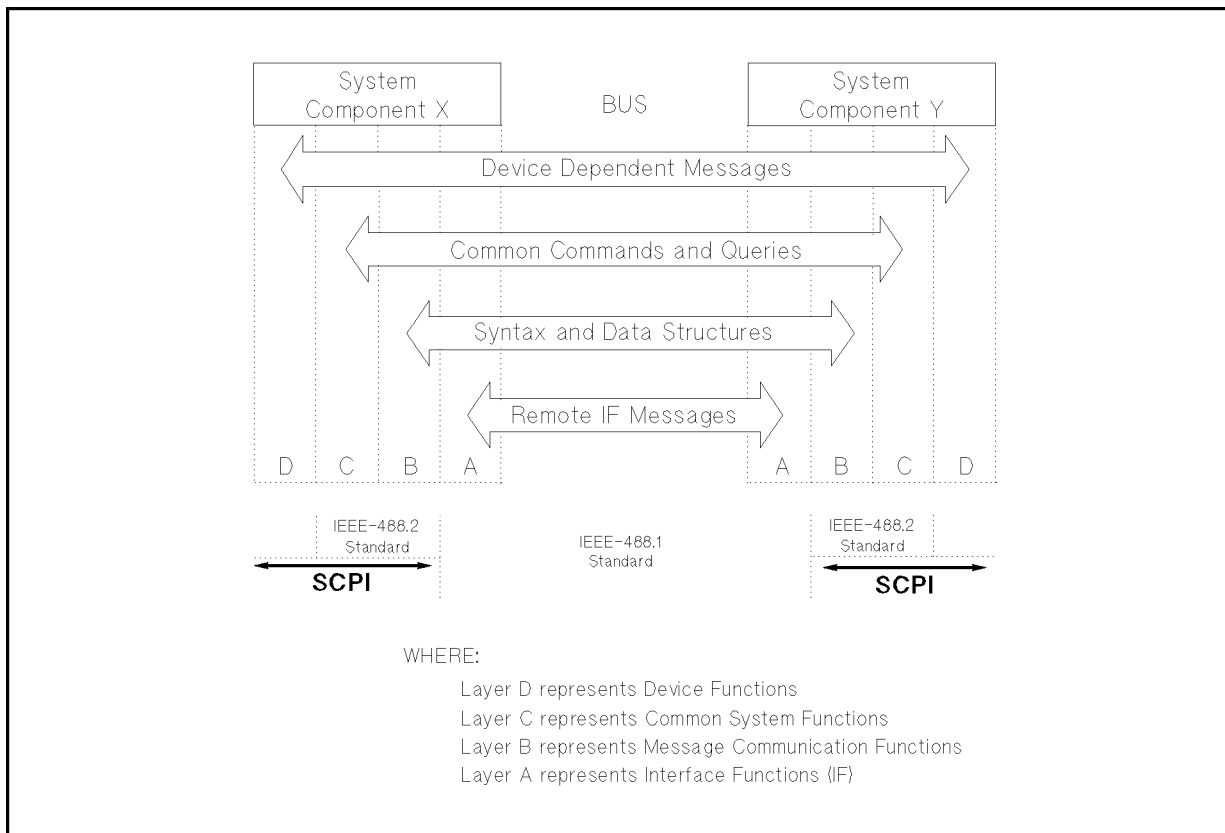 System
Component X
BUS
System
Component Y
Device Dependent Messages
Common Commands and Queries
Syntax and Data Structures
Remote IF Messages
D C B A
A B C D
IEEE-488.2
Standard
IEEE-488.1
Standard
IEEE-488.2
Standard
SCPI
SCPI
WHERE:
Layer D represents Device Functions
Layer C represents Common System Functions
Layer B represents Message Communication Functions
Layer A represents Interface Functions (IF)